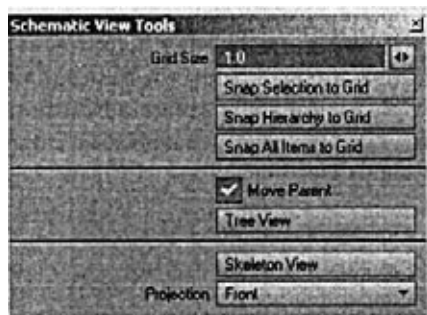 Schematic View Tools
Grid Size 1.0
Snap Selection to Grid
Snap Hierarchy to Grid
Snap All Items to Grid
Move Parent
Tree View
Skeleton View
Projection Front